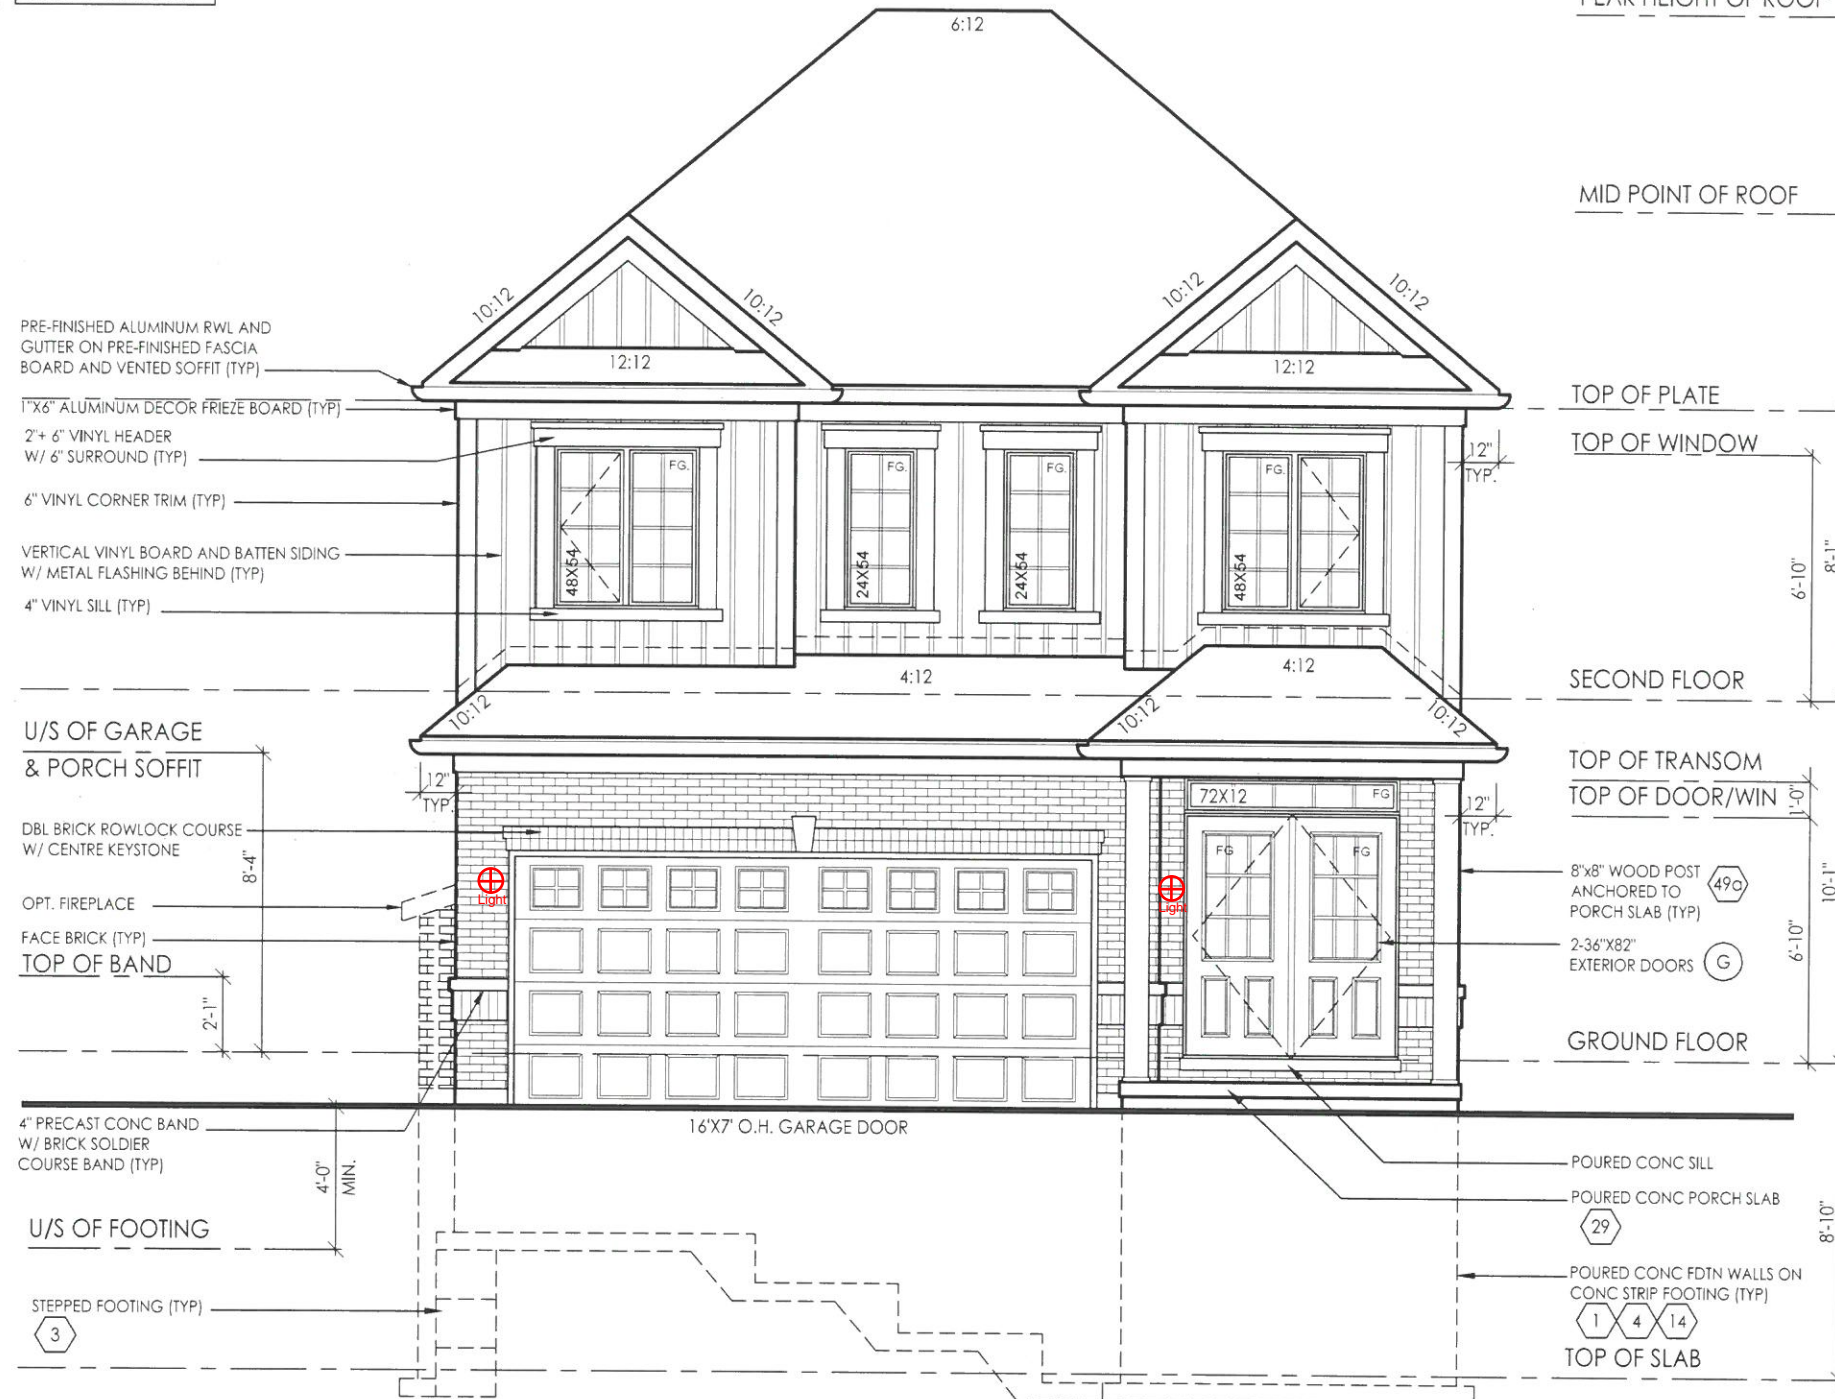 PEAK HEIGHT OF ROOF
6:12
MID POINT OF ROOF
10:12
10:12
10:12
10:12
12:12
12:12
PRE-FINISHED ALUMINUM RWL AND
GUTTER ON PRE-FINISHED FASCIA
BOARD AND VENTED SOFFIT (TYP)
1"X6" ALUMINUM DECOR FRIEZE BOARD (TYP)
2"+ 6" VINYL HEADER
W/ 6" SURROUND (TYP)
6" VINYL CORNER TRIM (TYP)
VERTICAL VINYL BOARD AND BATTEN SIDING
W/ METAL FLASHING BEHIND (TYP)
4" VINYL SILL (TYP)
FG.
FG.
FG.
FG.
48X54
24X54
24X54
48X54
12"
TYP.
TOP OF PLATE
TOP OF WINDOW
6'-10"
8'-1"
SECOND FLOOR
4:12
4:12
10:12
10:12
10:12
U/S OF GARAGE
& PORCH SOFFIT
12"
TYP.
DBL BRICK ROWLOCK COURSE
W/ CENTRE KEYSTONE
8'-4"
OPT. FIREPLACE
FACE BRICK (TYP)
TOP OF BAND
2'-1"
Light
Light
72X12
FG
FG
FG
12"
TYP.
TOP OF TRANSOM
TOP OF DOOR/WIN
1'-0"
8"x8" WOOD POST
ANCHORED TO
PORCH SLAB (TYP)
49a
2-36"X82"
EXTERIOR DOORS
G
6'-10"
10'-1"
GROUND FLOOR
4" PRECAST CONC BAND
W/ BRICK SOLDIER
COURSE BAND (TYP)
16'X7' O.H. GARAGE DOOR
4'-0"
MIN.
U/S OF FOOTING
STEPPED FOOTING (TYP)
3
POURED CONC SILL
POURED CONC PORCH SLAB
29
8'-10"
POURED CONC FDTN WALLS ON
CONC STRIP FOOTING (TYP)
1 4 14
TOP OF SLAB